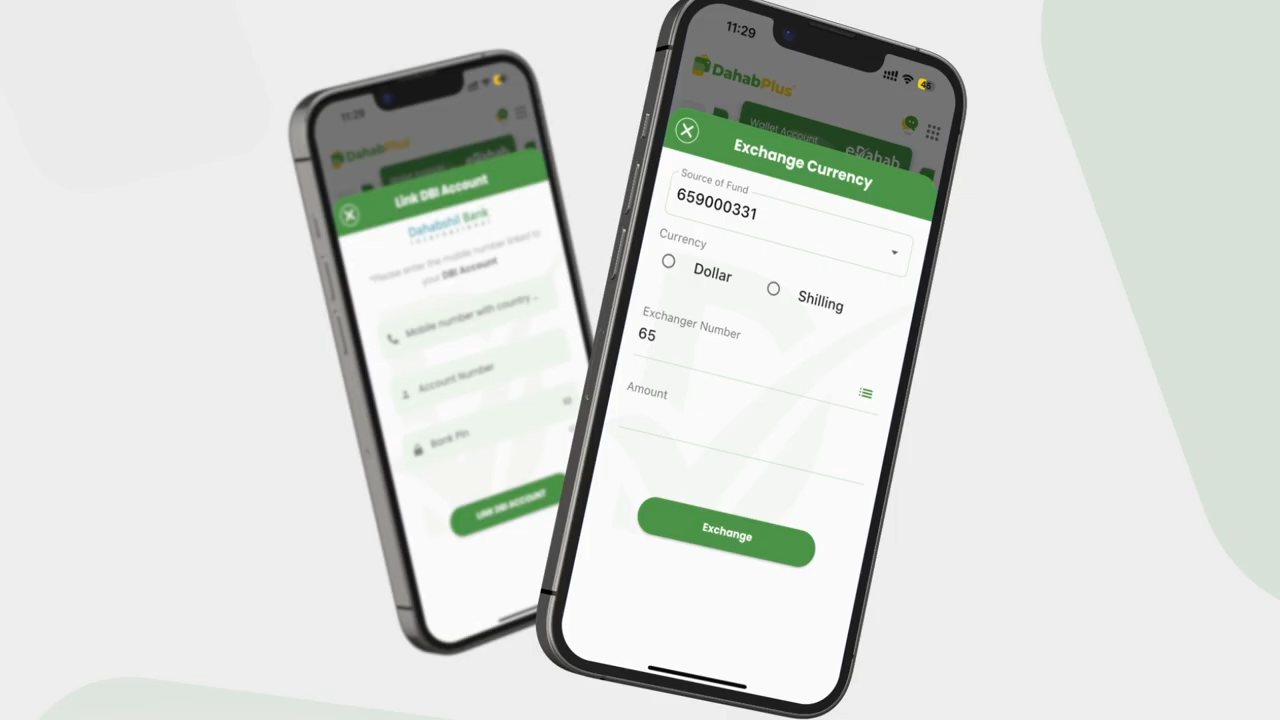 11:29
DahabPlus
Link DBI Account
Dahabshil Bank
International
*Please enter the mobile number linked to
your DBI Account
Mobile number with country ...
Account Number
Bank Pin
LINK DBI ACCOUNT
11:29
45
DahabPlus
Wallet Account
eDahab
Exchange Currency
Source of Fund
659000331
Currency
Dollar
Shilling
Exchanger Number
65
Amount
Exchange